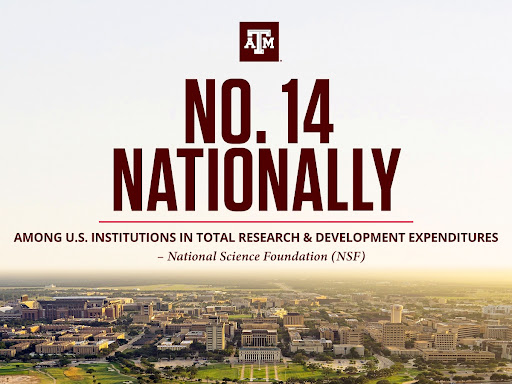 ATM
NO. 14
NATIONALLY
AMONG U.S. INSTITUTIONS IN TOTAL RESEARCH & DEVELOPMENT EXPENDITURES
– National Science Foundation (NSF)